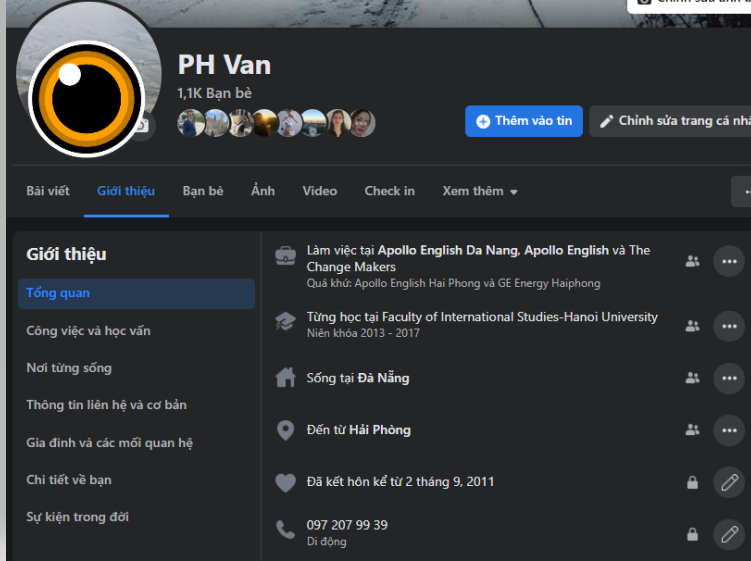 Chỉnh sửa ảnh b
PH Van
1,1K Bạn bè
Thêm vào tin
Chỉnh sửa trang cá nhâ
Bài viết
Giới thiệu
Bạn bè
Ảnh
Video
Check in
Xem thêm
Giới thiệu
Tổng quan
Công việc và học vấn
Nơi từng sống
Thông tin liên hệ và cơ bản
Gia đình và các mối quan hệ
Chi tiết về bạn
Sự kiện trong đời
Làm việc tại Apollo English Da Nang, Apollo English và The
Change Makers
Quá khứ: Apollo English Hai Phong và GE Energy Haiphong
Từng học tại Faculty of International Studies-Hanoi University
Niên khóa 2013 - 2017
Sống tại Đà Nẵng
Đến từ Hải Phòng
Đã kết hôn kể từ 2 tháng 9, 2011
097 207 99 39
Di động